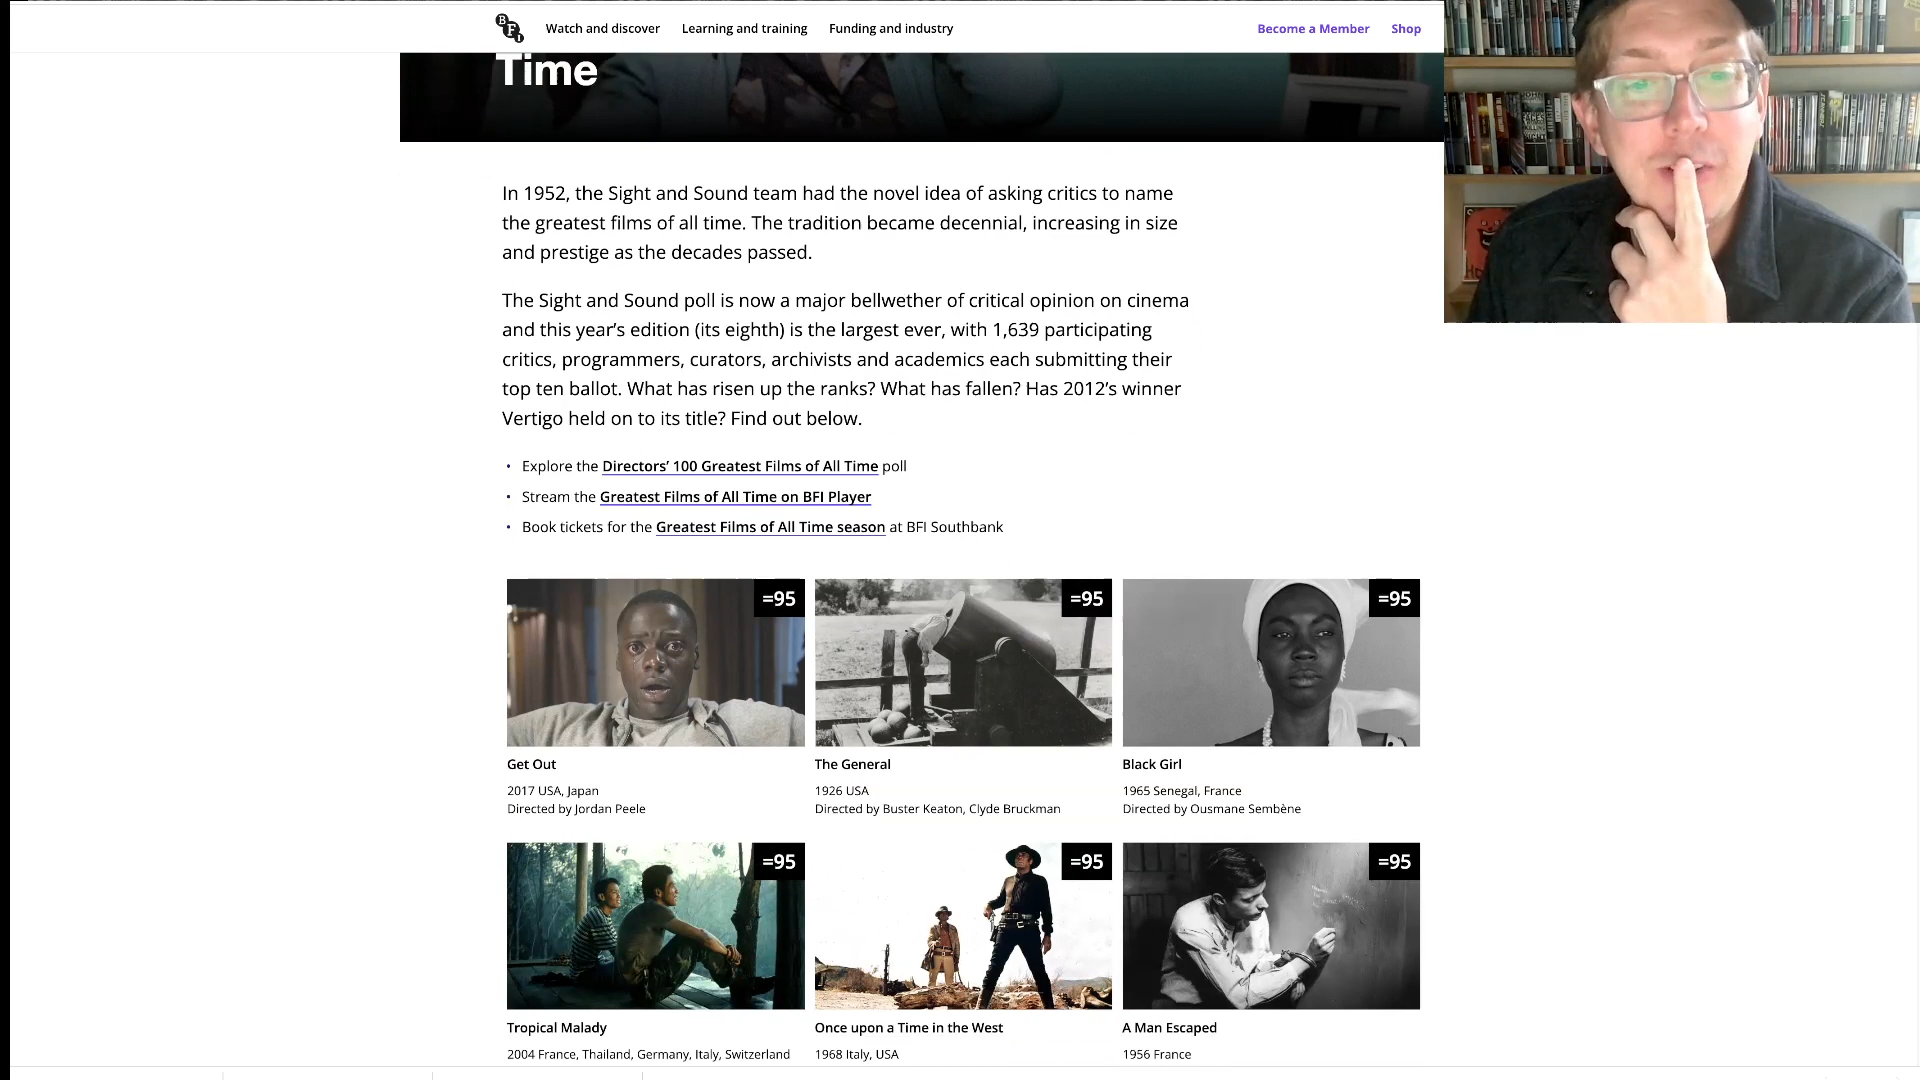 BFI
Watch and discover
Learning and training
Funding and industry
Become a Member
Shop
Time
In 1952, the Sight and Sound team had the novel idea of asking critics to name
the greatest films of all time. The tradition became decennial, increasing in size
and prestige as the decades passed.
The Sight and Sound poll is now a major bellwether of critical opinion on cinema
and this year’s edition (its eighth) is the largest ever, with 1,639 participating
critics, programmers, curators, archivists and academics each submitting their
top ten ballot. What has risen up the ranks? What has fallen? Has 2012’s winner
Vertigo held on to its title? Find out below.
• Explore the Directors’ 100 Greatest Films of All Time poll
• Stream the Greatest Films of All Time on BFI Player
• Book tickets for the Greatest Films of All Time season at BFI Southbank
=95
=95
=95
Get Out
2017 USA, Japan
Directed by Jordan Peele
The General
1926 USA
Directed by Buster Keaton, Clyde Bruckman
Black Girl
1965 Senegal, France
Directed by Ousmane Sembène
=95
=95
=95
Tropical Malady
2004 France, Thailand, Germany, Italy, Switzerland
Once upon a Time in the West
1968 Italy, USA
A Man Escaped
1956 France